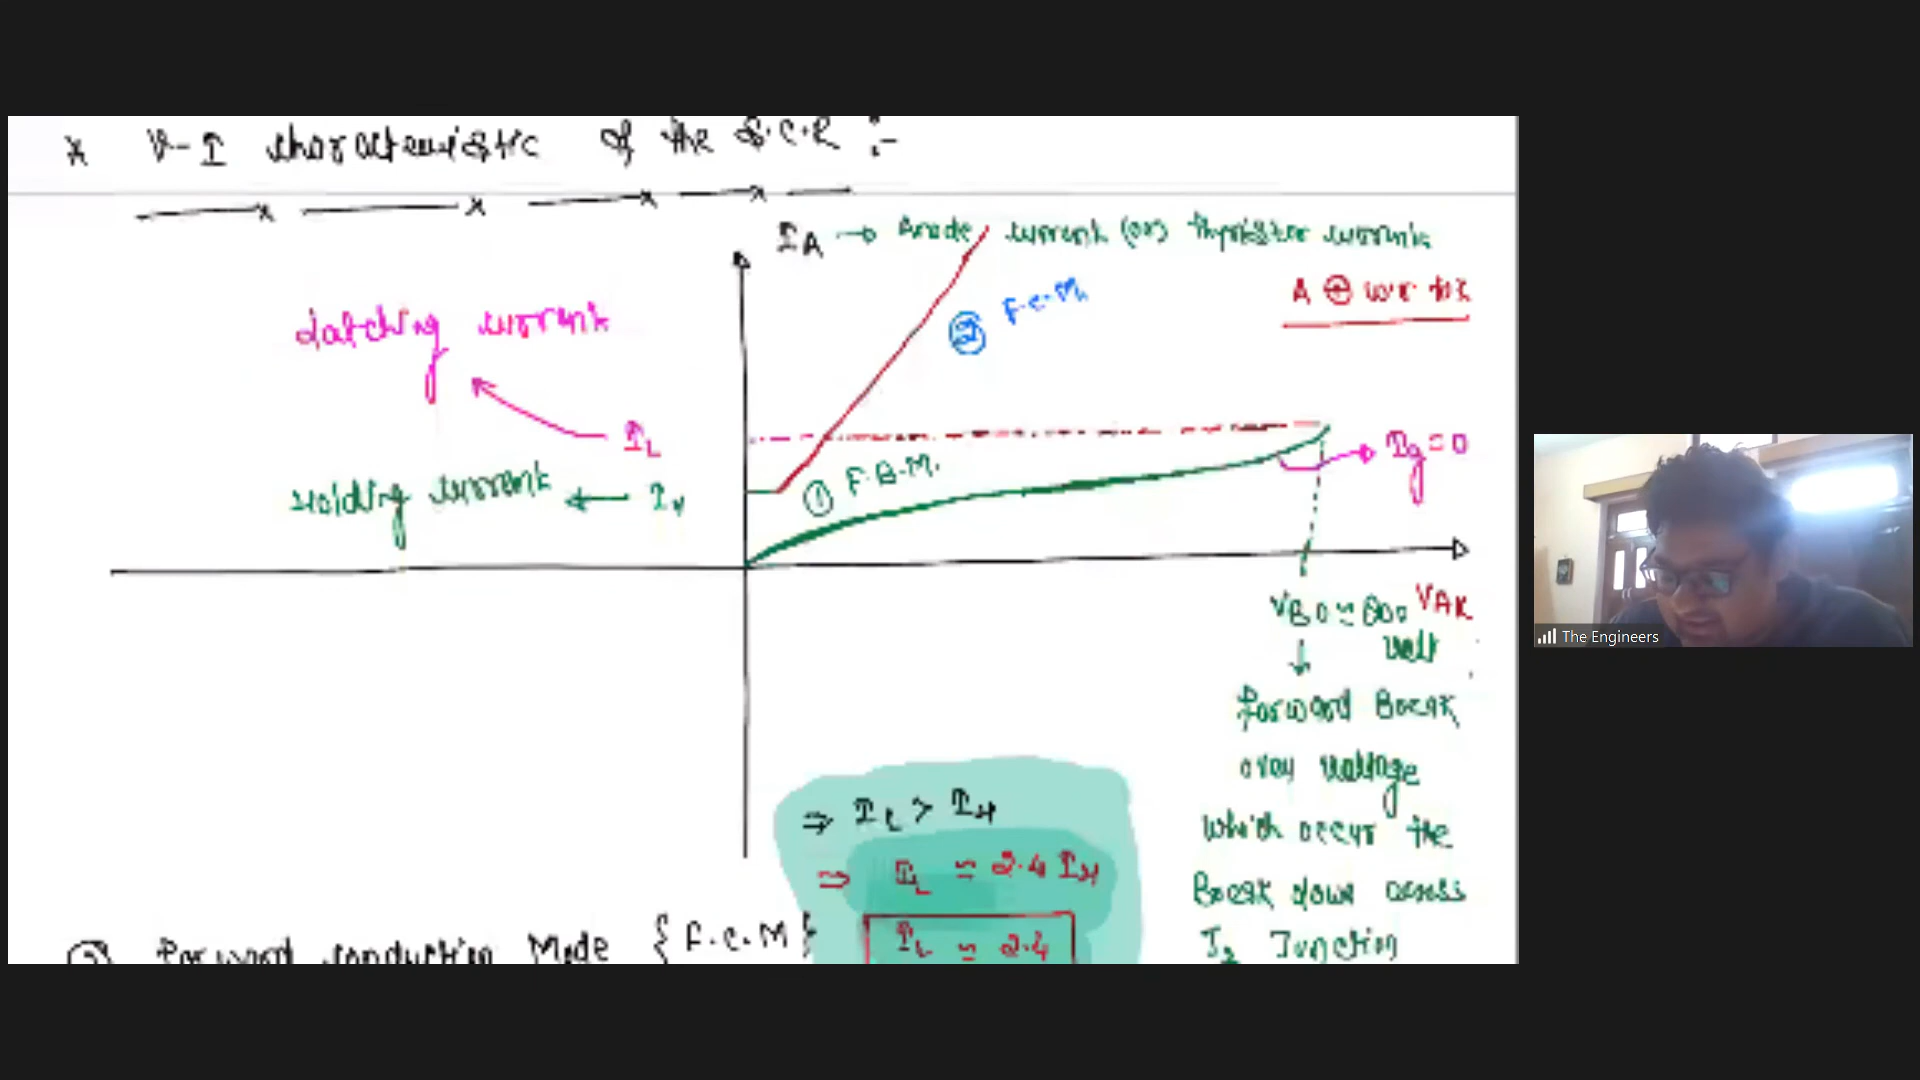 * V-I characteristic of the S.C.R :-
IA → Anode current (or) thyristor current
A ⊕ wr to K
② F.C.M.
Latching current
IL
Ig = 0
① F.B.M.
Holding current ← IH
VAK
VBO ≃
Volt
↓
Forward Break
over voltage
which occur the
Break down across
Junction
⇒ IL > IH
⇒ IL ≃ 2.4 IH
IL ≃ 2.4
Forward conduction Mode {F.C.M}
The Engineers